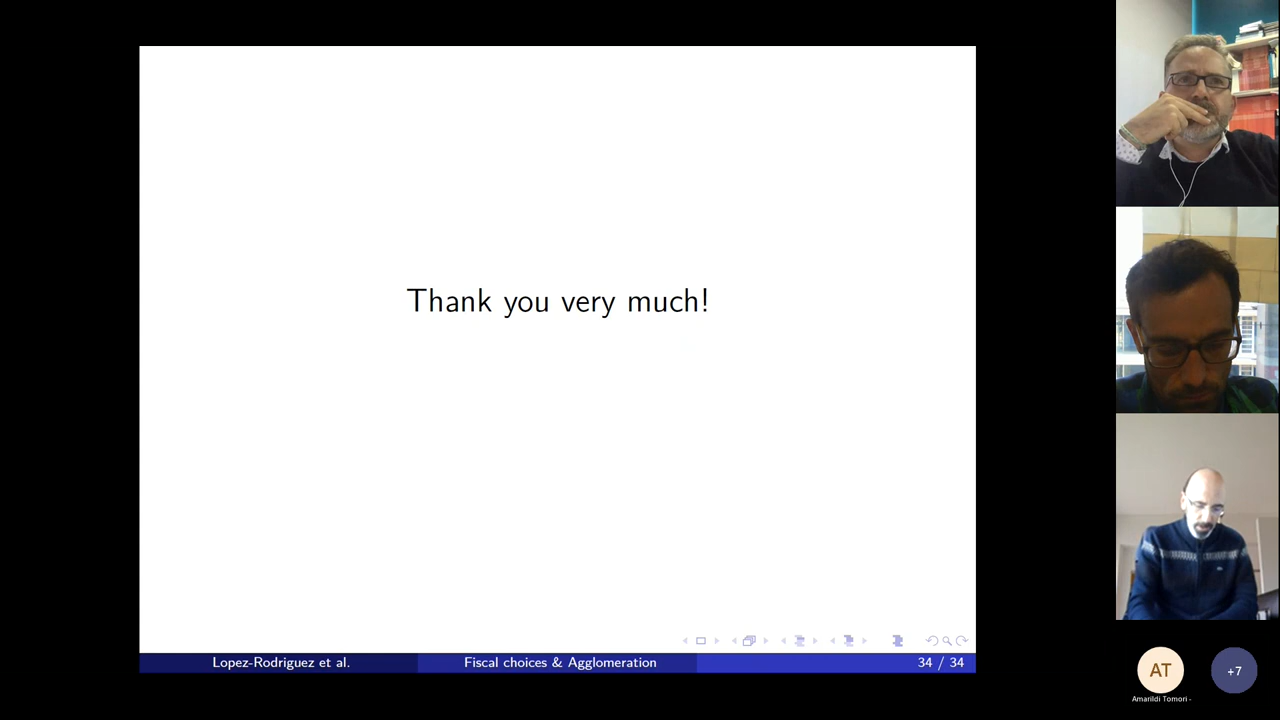 Thank you very much!
Lopez-Rodriguez et al.
Fiscal choices & Agglomeration
34 / 34
AT
+7
Amarildi Tomori -